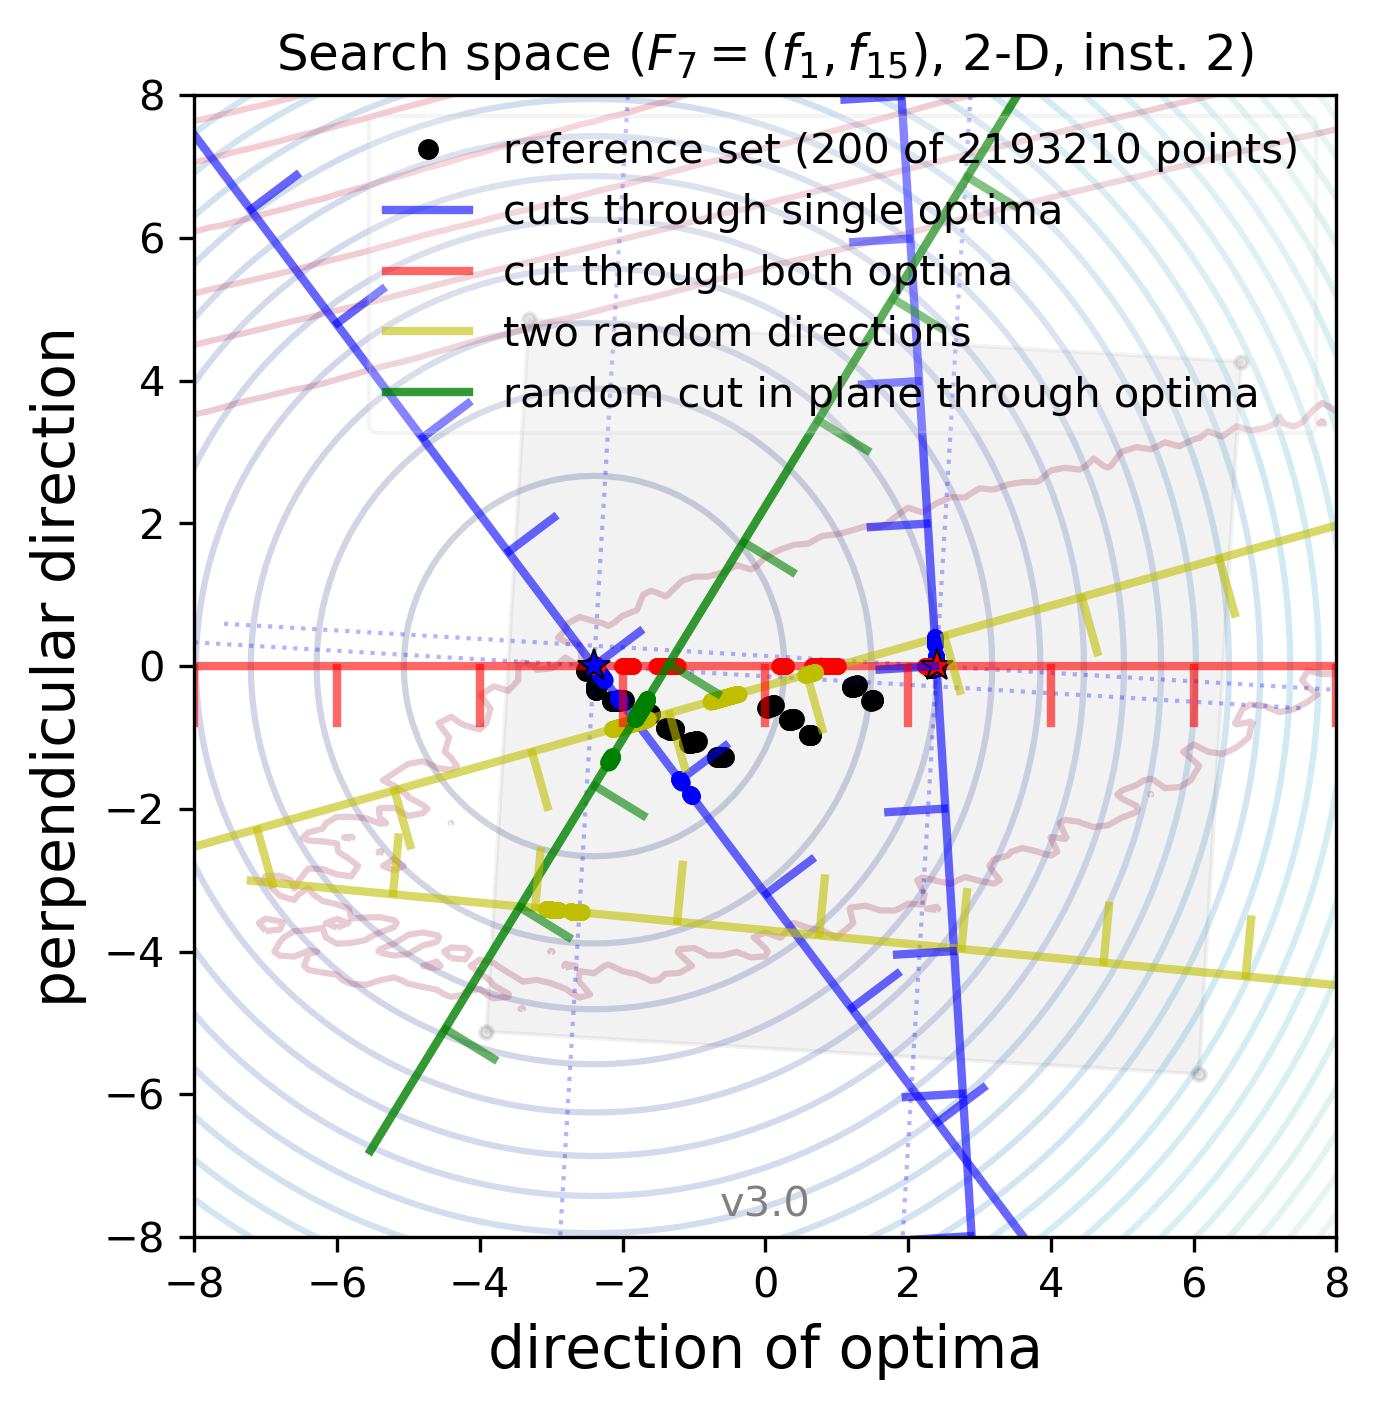 Search space (F₇ = (f₁, f₁₅), 2-D, inst. 2)
reference set (200 of 2193210 points)
cuts through single optima
cut through both optima
two random directions
random cut in plane through optima
perpendicular direction
8
6
4
2
0
−2
−4
−6
−8
v3.0
−8 −6 −4 −2 0 2 4 6 8
direction of optima